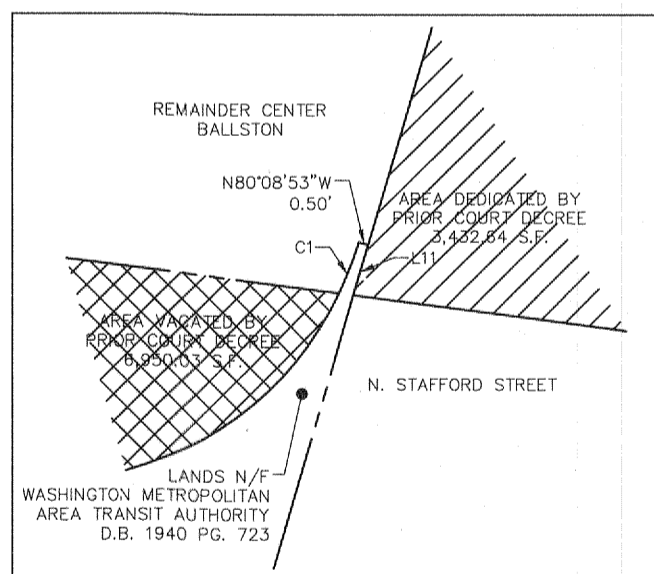 REMAINDER CENTER
BALLSTON
N80°08'53"W
0.50'
AREA DEDICATED BY
PRIOR COURT DECREE
3,432.64 S.F.
C1
L11
AREA VACATED BY
PRIOR COURT DECREE
6,950.03 S.F.
N. STAFFORD STREET
LANDS N/F
WASHINGTON METROPOLITAN
AREA TRANSIT AUTHORITY
D.B. 1940 PG. 723